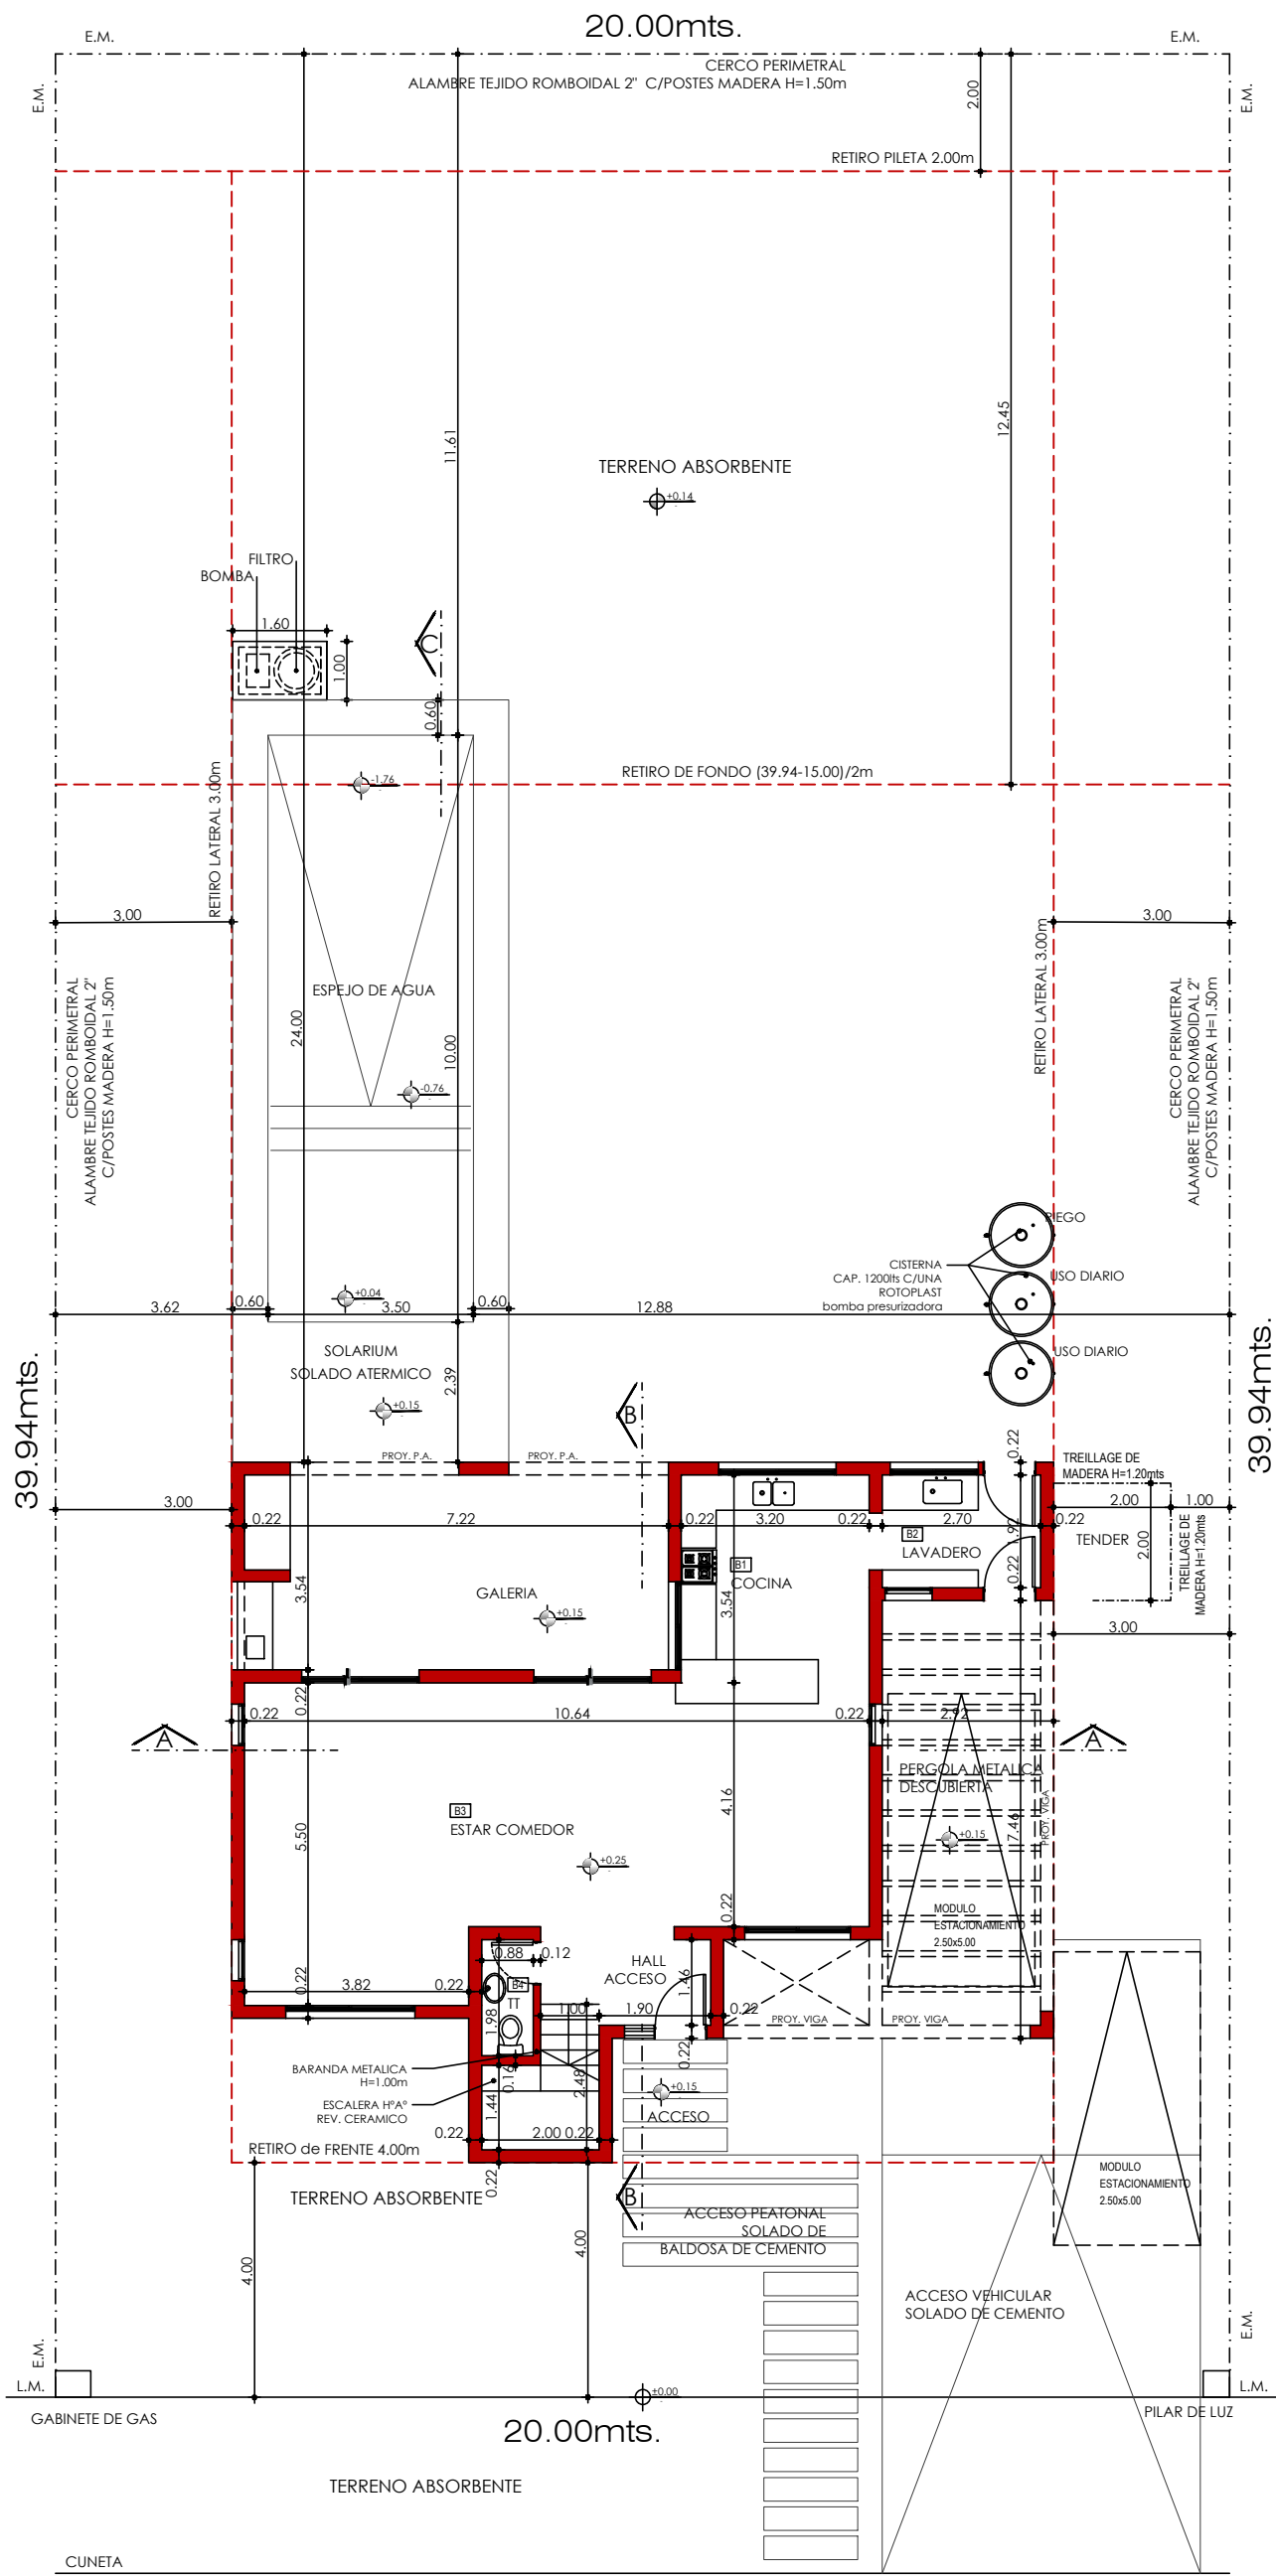 20.00mts.
E.M.
E.M.
E.M.
E.M.
CERCO PERIMETRAL
ALAMBRE TEJIDO ROMBOIDAL 2" C/POSTES MADERA H=1.50m
2.00
RETIRO PILETA 2.00m
11.61
12.45
TERRENO ABSORBENTE
+0.14
FILTRO
BOMBA
1.60
1.00
C
0.60
RETIRO DE FONDO (39.94-15.00)/2m
-1.76
RETIRO LATERAL 3.00m
3.00
3.00
RETIRO LATERAL 3.00m
CERCO PERIMETRAL
ALAMBRE TEJIDO ROMBOIDAL 2"
C/POSTES MADERA H=1.50m
CERCO PERIMETRAL
ALAMBRE TEJIDO ROMBOIDAL 2"
C/POSTES MADERA H=1.50m
ESPEJO DE AGUA
24.00
10.00
-0.76
RIEGO
CISTERNA
CAP. 1200lts C/UNA
ROTOPLAST
bomba presurizadora
USO DIARIO
USO DIARIO
+0.04
3.62
0.60
3.50
0.60
12.88
SOLARIUM
SOLADO ATERMICO
2.39
+0.15
39.94mts.
39.94mts.
B
PROY. P.A.
PROY. P.A.
0.22
TREILLAGE DE
MADERA H=1.20mts
3.00
2.00
1.00
0.22
7.22
0.22
3.20
0.22
2.70
0.22
B2
LAVADERO
1.92
TENDER
2.00
TREILLAGE DE
MADERA H=1.20mts
B1
COCINA
0.22
3.54
GALERIA
3.54
+0.15
3.00
0.22
0.22
10.64
0.22
2.92
A
A
PERGOLA METALICA
DESCUBIERTA
PROY. VIGA
B3
ESTAR COMEDOR
5.50
4.16
+0.15
7.46
+0.25
0.22
MODULO
ESTACIONAMIENTO
2.50x5.00
0.88
0.12
HALL
ACCESO
1.46
0.22
3.82
0.22
B4
TT
1.98
1.00
1.90
0.22
PROY. VIGA
PROY. VIGA
0.22
BARANDA METALICA
H=1.00m
0.16
2.48
+0.15
ESCALERA HºAº
REV. CERAMICO
1.44
ACCESO
0.22
2.00
0.22
RETIRO de FRENTE 4.00m
0.22
TERRENO ABSORBENTE
B
MODULO
ESTACIONAMIENTO
2.50x5.00
ACCESO PEATONAL
SOLADO DE
BALDOSA DE CEMENTO
4.00
4.00
ACCESO VEHICULAR
SOLADO DE CEMENTO
E.M.
E.M.
L.M.
L.M.
±0.00
GABINETE DE GAS
PILAR DE LUZ
20.00mts.
TERRENO ABSORBENTE
CUNETA